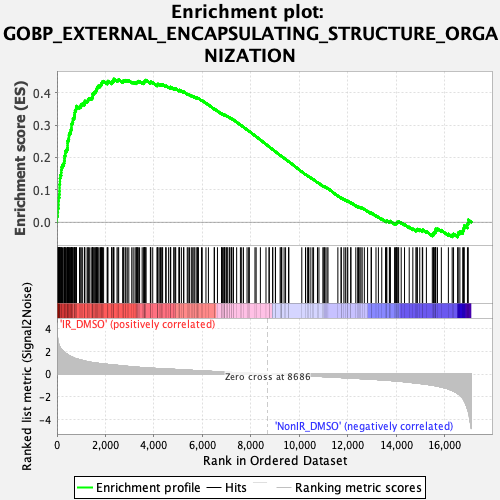 Enrichment plot:
GOBP_EXTERNAL_ENCAPSULATING_STRUCTURE_ORGA
NIZATION
Enrichment score (ES)
0.4
0.3
0.2
0.1
0.0
Ranked list metric (Signal2Noise)
'IR_DMSO' (positively correlated)
4
2
0
-2
-4
Zero cross at 8686
'NonIR_DMSO' (negatively correlated)
0
2,000
4,000
6,000
8,000
10,000
12,000
14,000
16,000
Rank in Ordered Dataset
Enrichment profile
Hits
Ranking metric scores